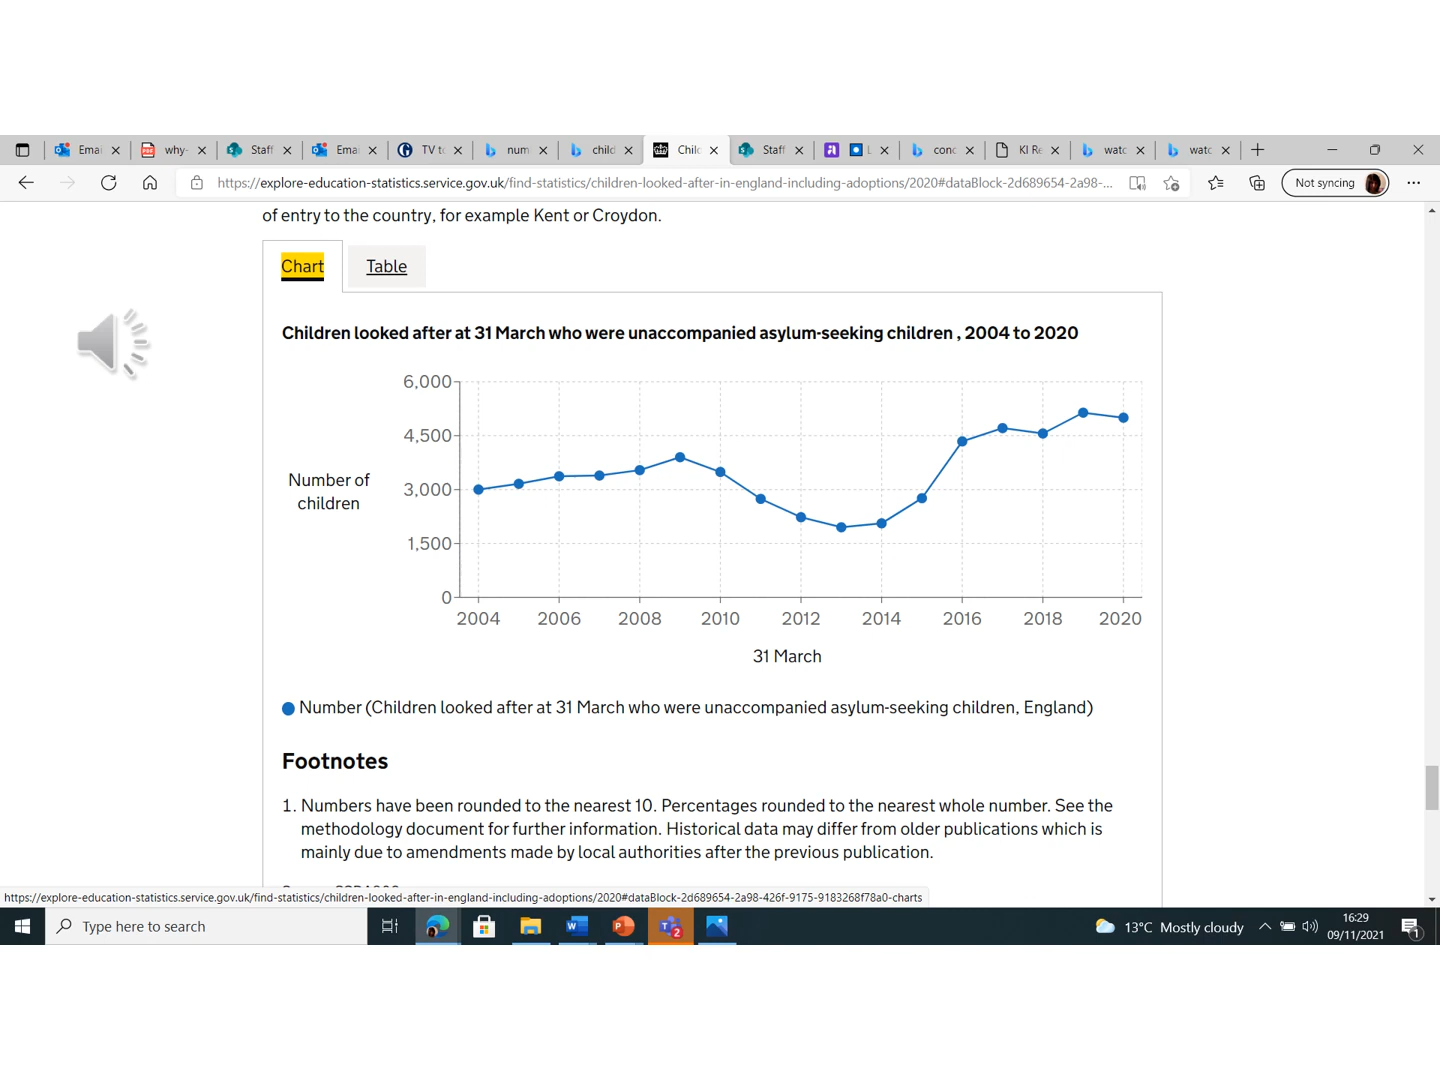 Emai
why-
Staff
Emai
TV to
num
child
Chilc
Staff
conc
KI Re
watc
watc
https://explore-education-statistics.service.gov.uk/find-statistics/children-looked-after-in-england-including-adoptions/2020#dataBlock-2d689654-2a98-...
Not syncing
of entry to the country, for example Kent or Croydon.
Chart
Table
Children looked after at 31 March who were unaccompanied asylum-seeking children , 2004 to 2020
Number of
children
6,000
4,500
3,000
1,500
0
2004 2006 2008 2010 2012 2014 2016 2018 2020
31 March
Number (Children looked after at 31 March who were unaccompanied asylum-seeking children, England)
Footnotes
1. Numbers have been rounded to the nearest 10. Percentages rounded to the nearest whole number. See the
methodology document for further information. Historical data may differ from older publications which is
mainly due to amendments made by local authorities after the previous publication.
https://explore-education-statistics.service.gov.uk/find-statistics/children-looked-after-in-england-including-adoptions/2020#dataBlock-2d689654-2a98-426f-9175-9183268f78a0-charts
Type here to search
2
13°C Mostly cloudy
16:29
09/11/2021
1